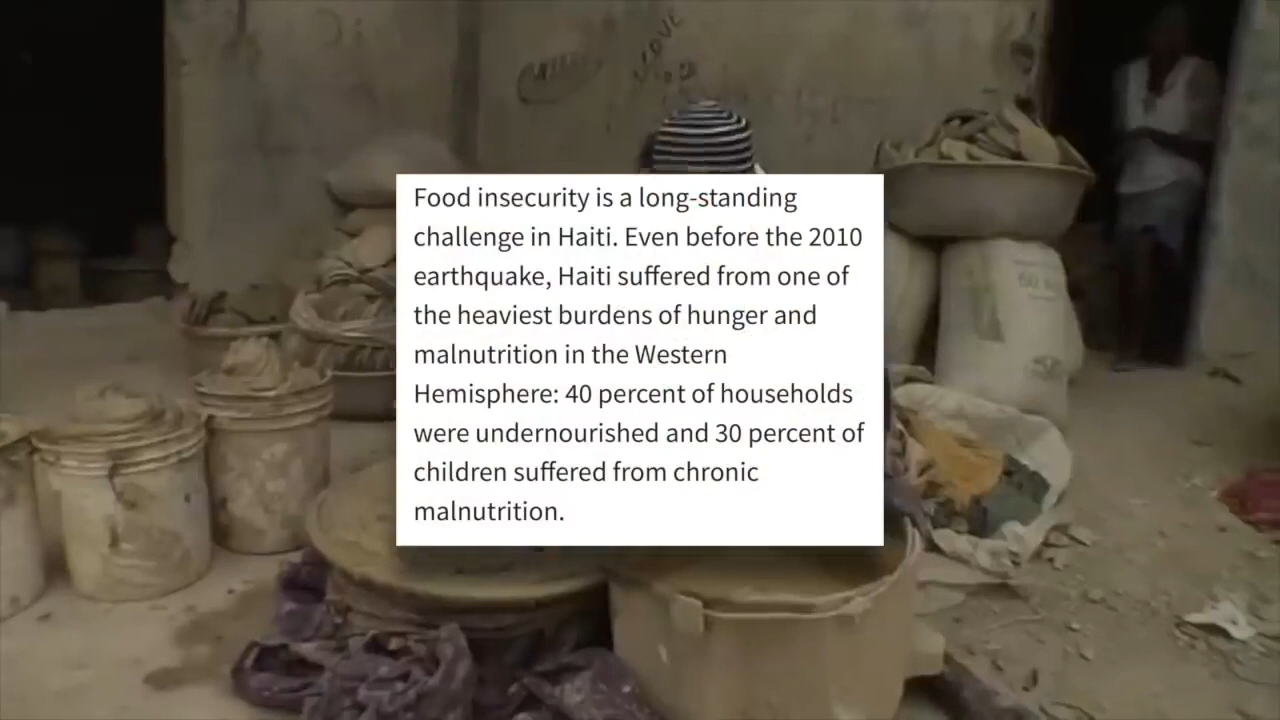 LOVE
Food insecurity is a long-standing
challenge in Haiti. Even before the 2010
earthquake, Haiti suffered from one of
the heaviest burdens of hunger and
malnutrition in the Western
Hemisphere: 40 percent of households
were undernourished and 30 percent of
children suffered from chronic
malnutrition.